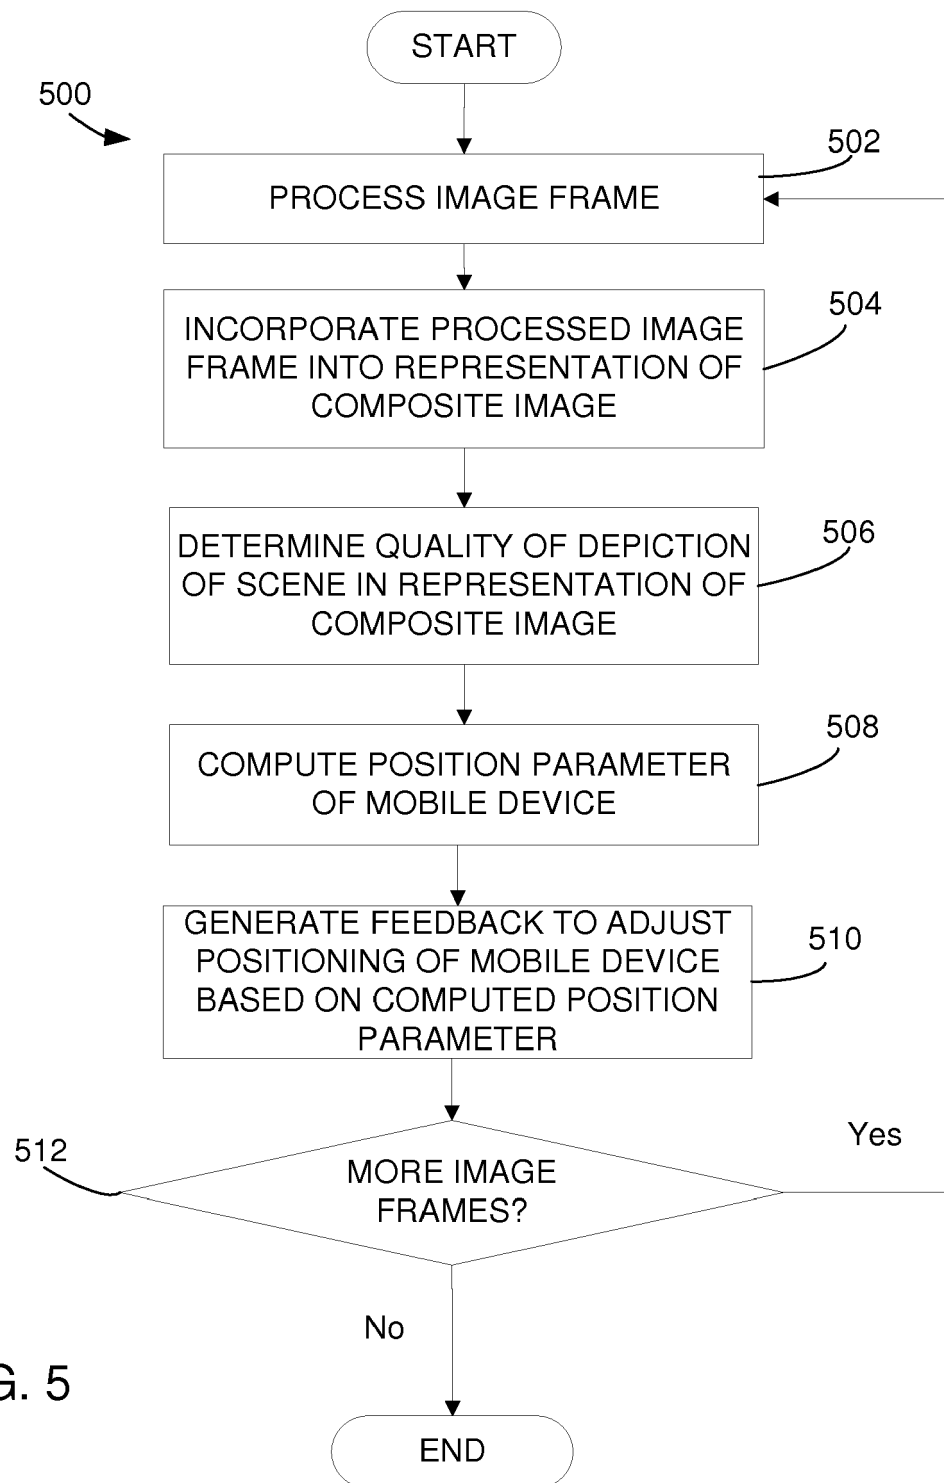 START
500
502
PROCESS IMAGE FRAME
504
INCORPORATE PROCESSED IMAGE
FRAME INTO REPRESENTATION OF
COMPOSITE IMAGE
506
DETERMINE QUALITY OF DEPICTION
OF SCENE IN REPRESENTATION OF
COMPOSITE IMAGE
508
COMPUTE POSITION PARAMETER
OF MOBILE DEVICE
510
GENERATE FEEDBACK TO ADJUST
POSITIONING OF MOBILE DEVICE
BASED ON COMPUTED POSITION
PARAMETER
Yes
512
MORE IMAGE
FRAMES?
No
G. 5
END